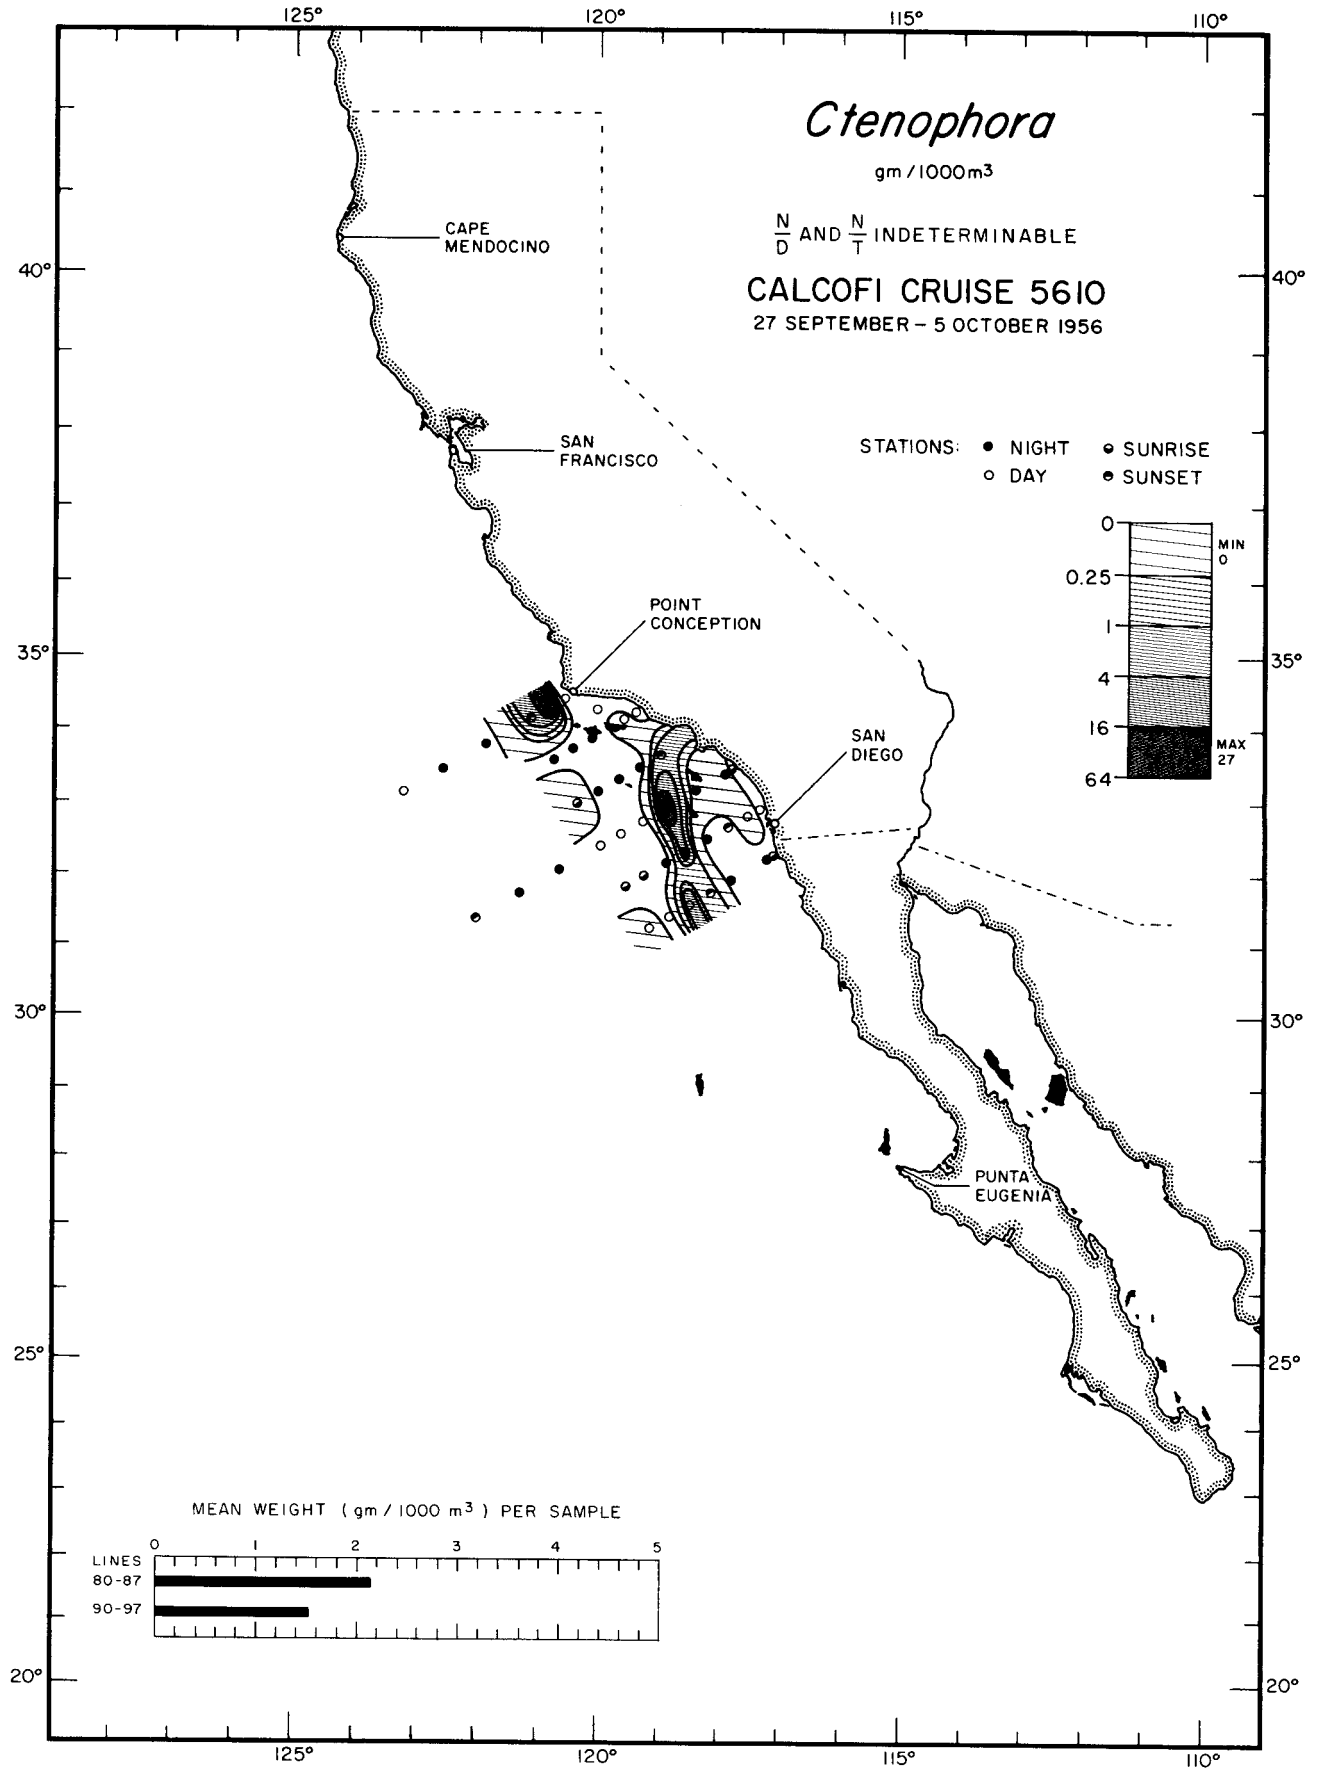 125° 120° 115° 110°
Ctenophora
gm/1000m³
N/D AND N/T INDETERMINABLE
CALCOFI CRUISE 5610
27 SEPTEMBER – 5 OCTOBER 1956
CAPE
MENDOCINO
40° 40°
SAN
FRANCISCO
STATIONS: NIGHT SUNRISE
DAY SUNSET
0
MIN
0
0.25
1
4
16
MAX
27
64
POINT
CONCEPTION
35° 35°
SAN
DIEGO
30° 30°
PUNTA
EUGENIA
25° 25°
MEAN WEIGHT (gm/1000 m³) PER SAMPLE
0 1 2 3 4 5
LINES
80-87
90-97
20° 20°
125° 120° 115° 110°